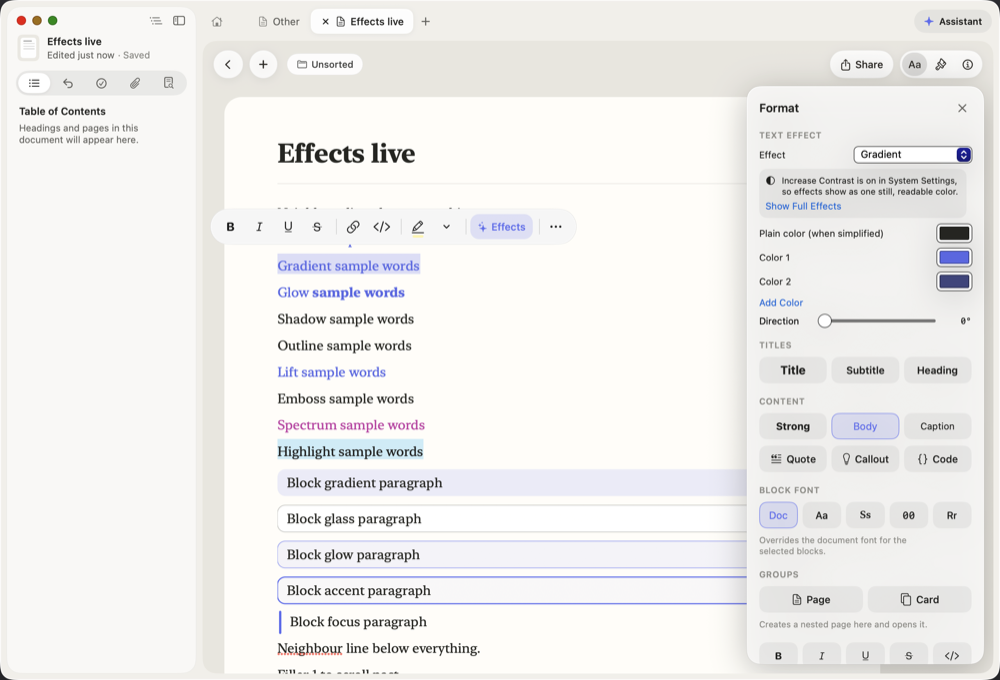 Effects live
Edited just now · Saved
Table of Contents
Headings and pages in this
document will appear here.
Other
Effects live
Assistant
Unsorted
Share
Aa
Effects live
B I U S </> Effects
Gradient sample words
Glow sample words
Shadow sample words
Outline sample words
Lift sample words
Emboss sample words
Spectrum sample words
Highlight sample words
Block gradient paragraph
Block glass paragraph
Block glow paragraph
Block accent paragraph
Block focus paragraph
Neighbour line below everything.
Format
TEXT EFFECT
Effect Gradient
Increase Contrast is on in System Settings,
so effects show as one still, readable color.
Show Full Effects
Plain color (when simplified)
Color 1
Color 2
Add Color
Direction 0°
TITLES
Title Subtitle Heading
CONTENT
Strong Body Caption
Quote Callout {} Code
BLOCK FONT
Doc Aa Ss 00 Rr
Overrides the document font for the
selected blocks.
GROUPS
Page Card
Creates a nested page here and opens it.
B I U S </>